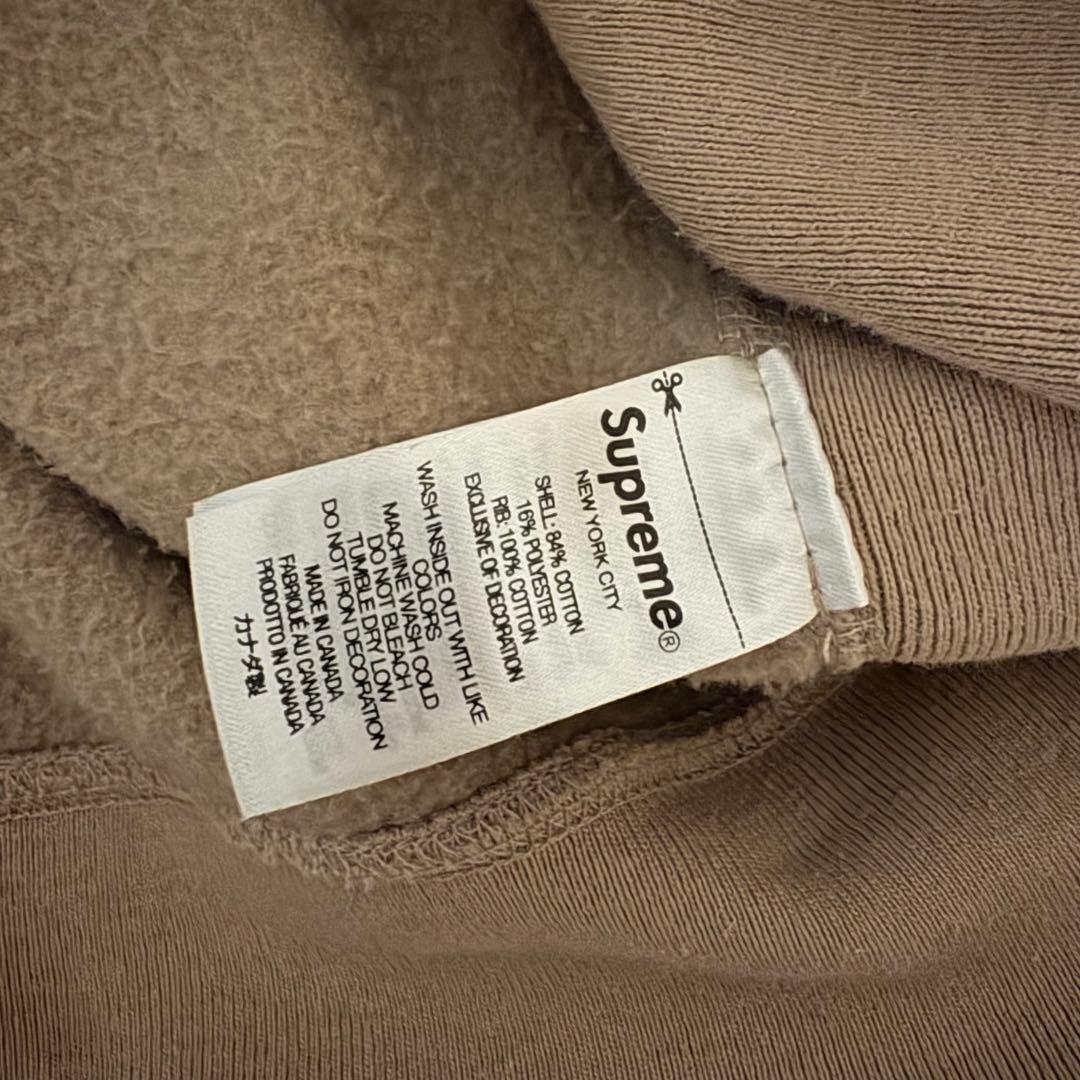 Supreme®
NEW YORK CITY
SHELL: 84% COTTON
16% POLYESTER
RIB: 100% COTTON
EXCLUSIVE OF DECORATION
WASH INSIDE OUT WITH LIKE
COLORS
MACHINE WASH COLD
DO NOT BLEACH
TUMBLE DRY LOW
DO NOT IRON DECORATION
MADE IN CANADA
FABRIQUÉ AU CANADA
PRODOTTO IN CANADA
カナダ製